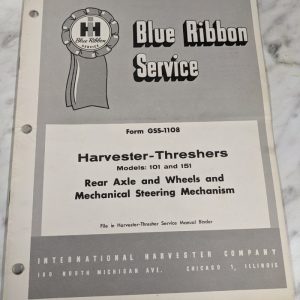 IH
Blue Ribbon
SERVICE
Blue Ribbon
Service
Form GSS-1108
Harvester-Threshers
Models: 101 and 151
Rear Axle and Wheels and
Mechanical Steering Mechanism
File in Harvester-Thresher Service Manual Binder
INTERNATIONAL HARVESTER COMPANY
180 NORTH MICHIGAN AVE. CHICAGO 1, ILLINOIS